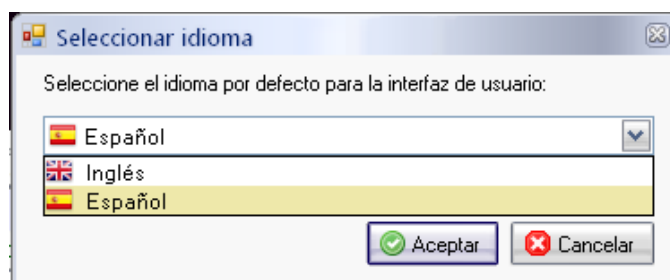 Seleccionar idioma
Seleccione el idioma por defecto para la interfaz de usuario:
Español
Inglés
Español
Aceptar Cancelar